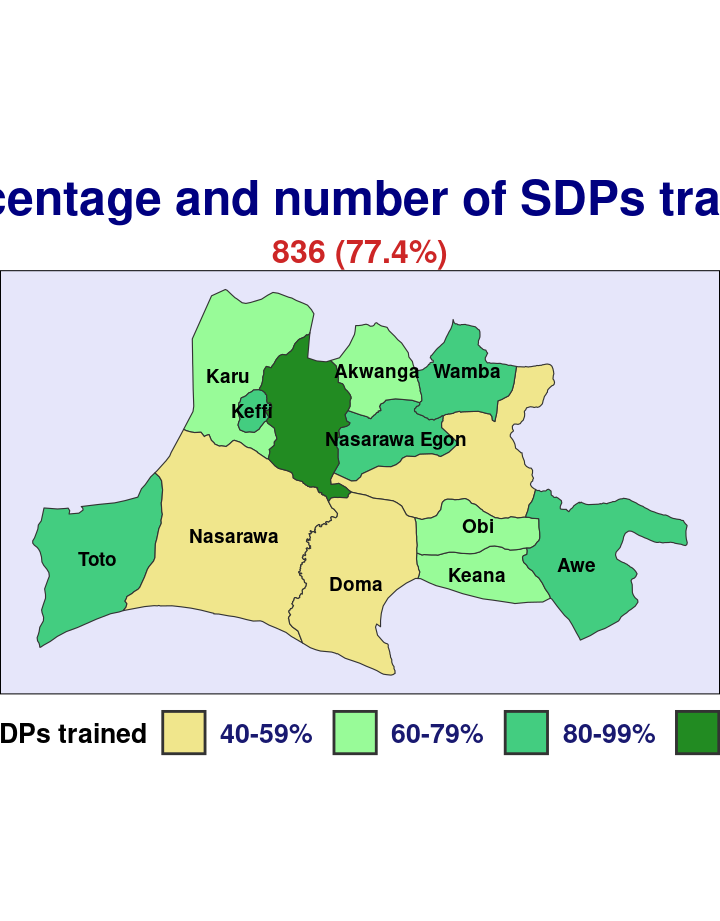 centage and number of SDPs tra
836 (77.4%)
Karu
Akwanga
Wamba
Keffi
Nasarawa Egon
Obi
Nasarawa
Toto
Awe
Keana
Doma
DPs trained 40-59% 60-79% 80-99%